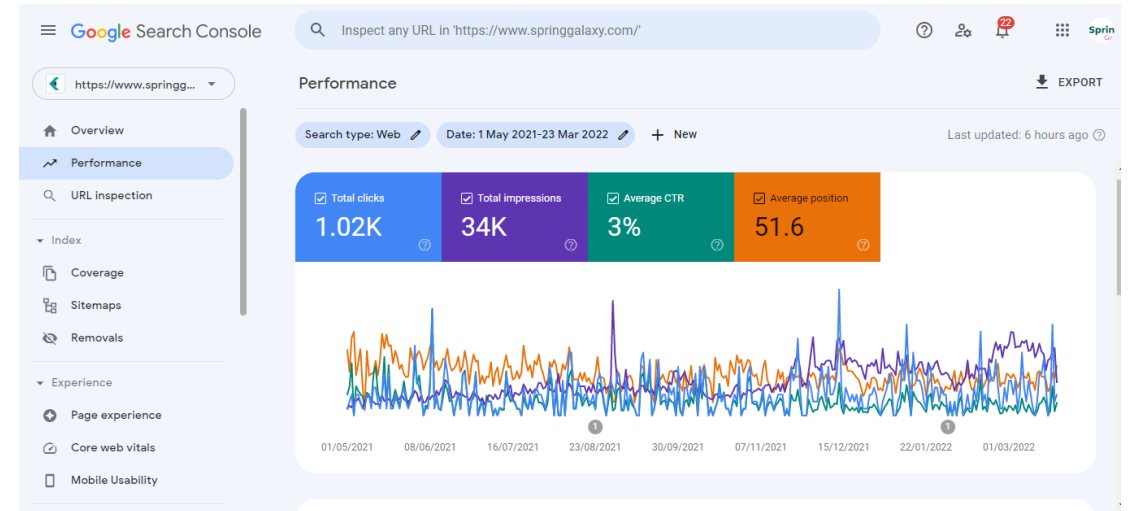 Google Search Console
Inspect any URL in 'https://www.springgalaxy.com/'
22
Sprin
https://www.springg...
Performance
EXPORT
Overview
Performance
URL inspection
Index
Coverage
Sitemaps
Removals
Experience
Page experience
Core web vitals
Mobile Usability
Search type: Web
Date: 1 May 2021-23 Mar 2022
+ New
Last updated: 6 hours ago
Total clicks
1.02K
Total impressions
34K
Average CTR
3%
Average position
51.6
1
1
01/05/2021 08/06/2021 16/07/2021 23/08/2021 30/09/2021 07/11/2021 15/12/2021 22/01/2022 01/03/2022